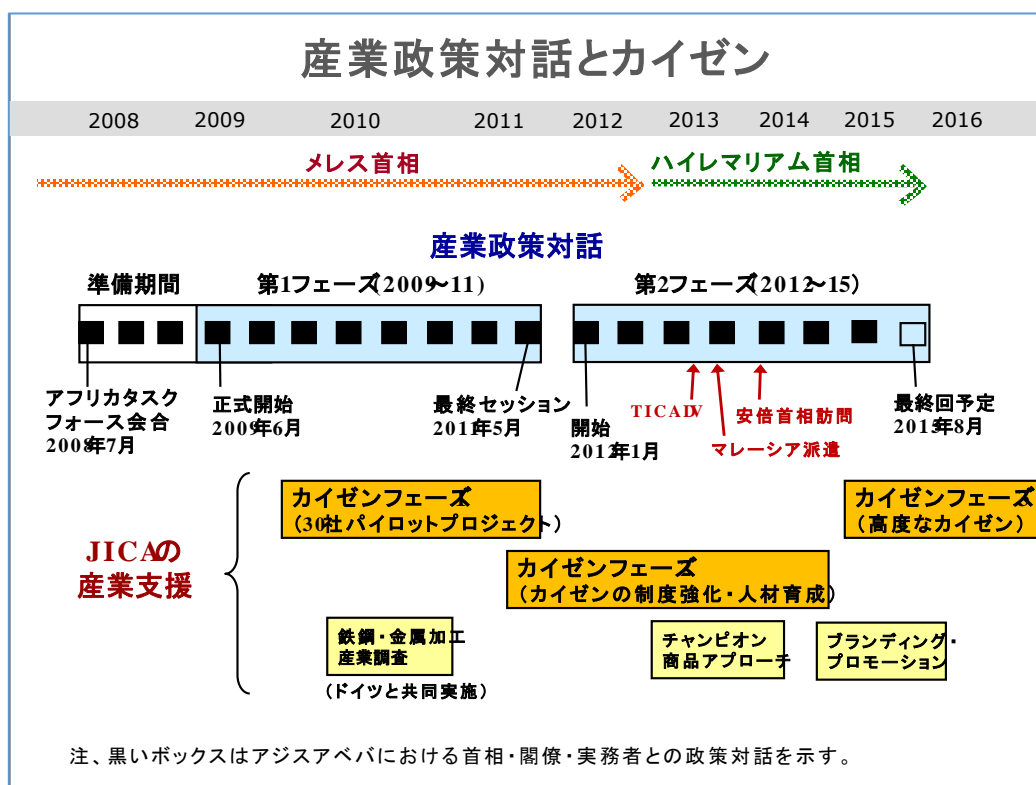 産業政策対話とカイゼン
2008 2009 2010 2011 2012 2013 2014 2015 2016
メレス首相
ハイレマリアム首相
産業政策対話
準備期間
第1フェーズ(2009～11)
第2フェーズ(2012～15)
アフリカタスク
フォース会合
2008年7月
正式開始
2009年6月
最終セッション
2011年5月
開始
2012年1月
TICADV
マレーシア派遣
安倍首相訪問
最終回予定
2015年8月
JICAの
産業支援
カイゼンフェーズ
(30社パイロットプロジェクト)
カイゼンフェーズ
(カイゼンの制度強化・人材育成)
カイゼンフェーズ
(高度なカイゼン)
鉄鋼・金属加工
産業調査
(ドイツと共同実施)
チャンピオン
商品アプローチ
ブランディング・
プロモーション
注、黒いボックスはアジスアベバにおける首相・閣僚・実務者との政策対話を示す。